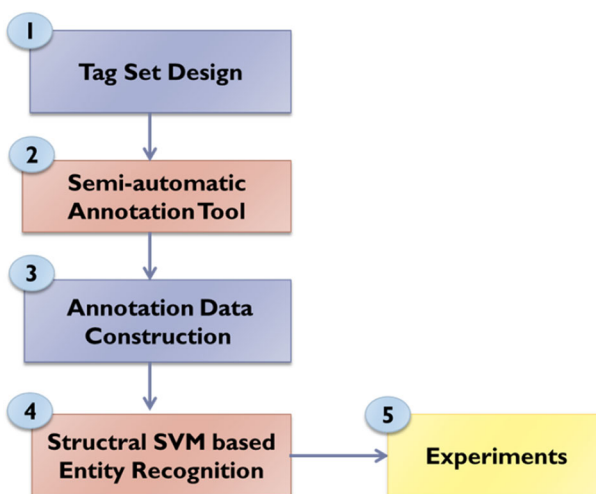 1
Tag Set Design
2
Semi-automatic
Annotation Tool
3
Annotation Data
Construction
4
Structral SVM based
Entity Recognition
5
Experiments